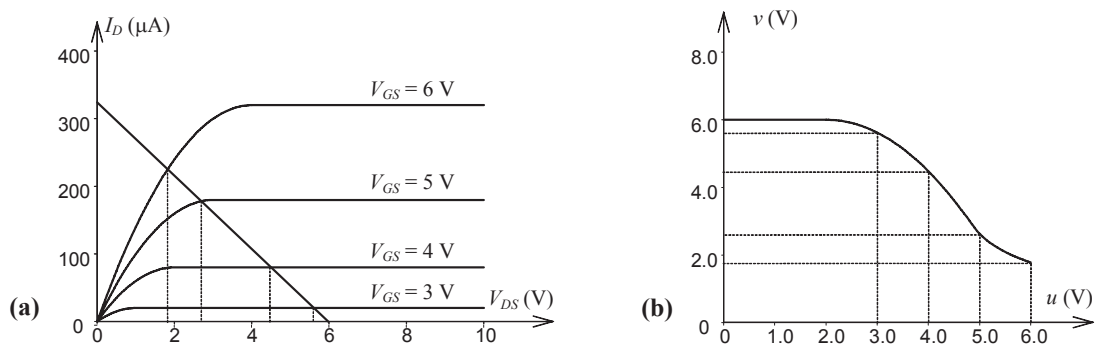 I_D (μA)
400
300
200
100
0
0 2 4 6 8 10
V_GS = 6 V
V_GS = 5 V
V_GS = 4 V
V_GS = 3 V
V_DS (V)
(a)
v (V)
8.0
6.0
4.0
2.0
0
0 1.0 2.0 3.0 4.0 5.0 6.0
u (V)
(b)